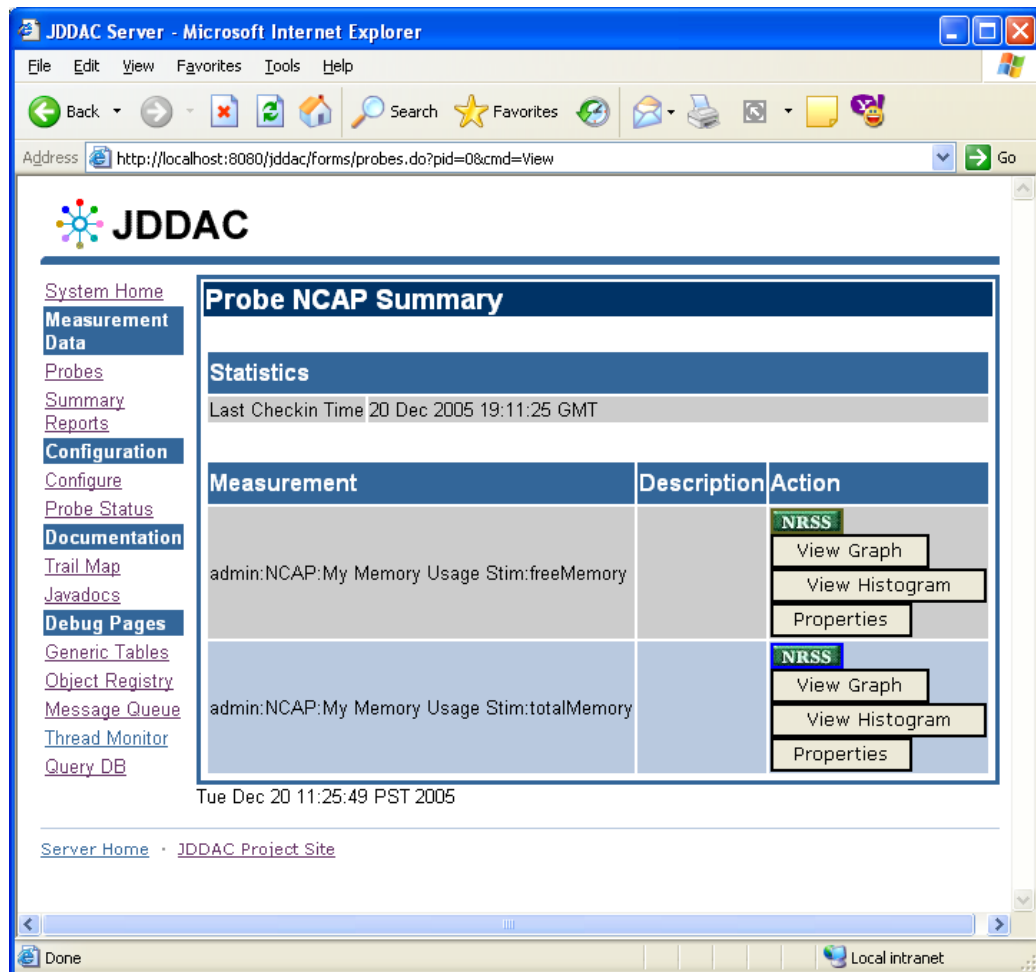 JDDAC Server - Microsoft Internet Explorer
File Edit View Favorites Tools Help
Back Search Favorites
Address http://localhost:8080/jddac/forms/probes.do?pid=0&cmd=View Go
JDDAC
System Home
Measurement
Data
Probes
Summary
Reports
Configuration
Configure
Probe Status
Documentation
Trail Map
Javadocs
Debug Pages
Generic Tables
Object Registry
Message Queue
Thread Monitor
Query DB
Probe NCAP Summary
Statistics
Last Checkin Time 20 Dec 2005 19:11:25 GMT
Measurement Description Action
admin:NCAP:My Memory Usage Stim:freeMemory
NRSS
View Graph
View Histogram
Properties
admin:NCAP:My Memory Usage Stim:totalMemory
NRSS
View Graph
View Histogram
Properties
Tue Dec 20 11:25:49 PST 2005
Server Home · JDDAC Project Site
Done Local intranet